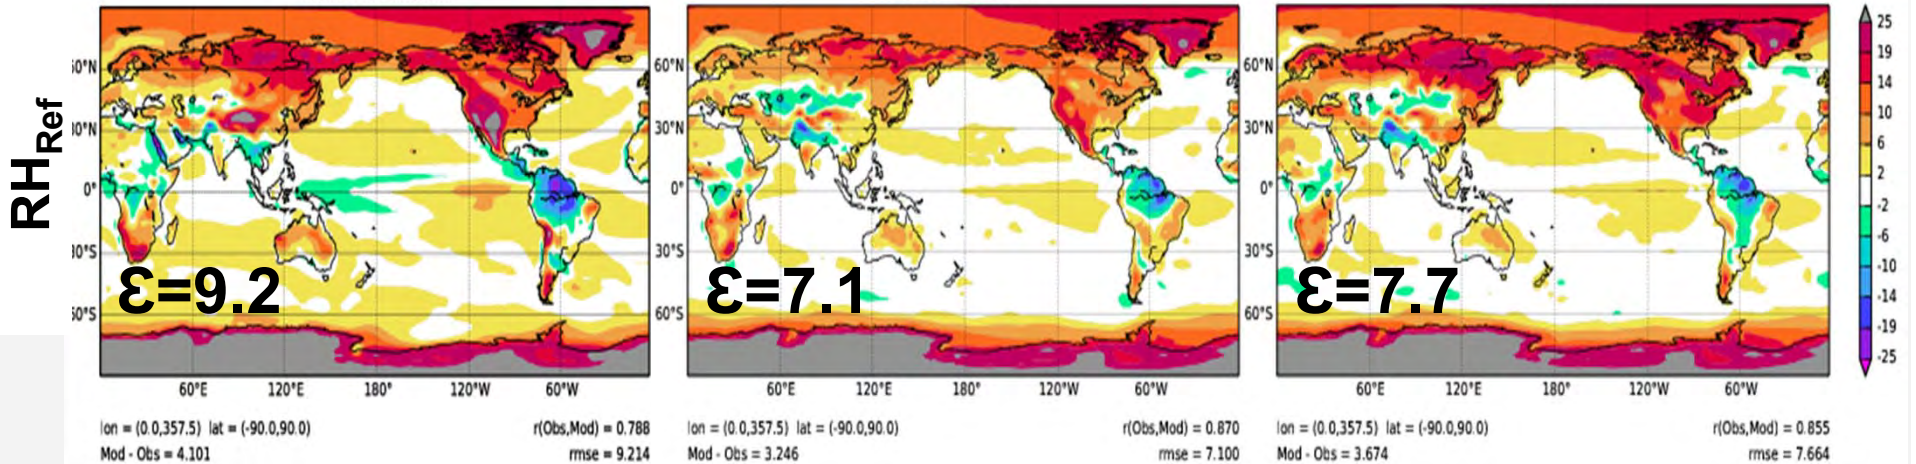 RH Ref
60°N
30°N
0°
30°S
60°S
60°E 120°E 180° 120°W 60°W
ε=9.2
lon = (0.0,357.5) lat = (-90.0,90.0) r(Obs,Mod) = 0.788
Mod - Obs = 4.101 rmse = 9.214
60°N
30°N
0°
30°S
60°S
60°E 120°E 180° 120°W 60°W
ε=7.1
lon = (0.0,357.5) lat = (-90.0,90.0) r(Obs,Mod) = 0.870
Mod - Obs = 3.246 rmse = 7.100
60°N
30°N
0°
30°S
60°S
60°E 120°E 180° 120°W 60°W
ε=7.7
lon = (0.0,357.5) lat = (-90.0,90.0) r(Obs,Mod) = 0.855
Mod - Obs = 3.674 rmse = 7.664
25
19
14
10
6
2
-2
-6
-10
-14
-19
-25